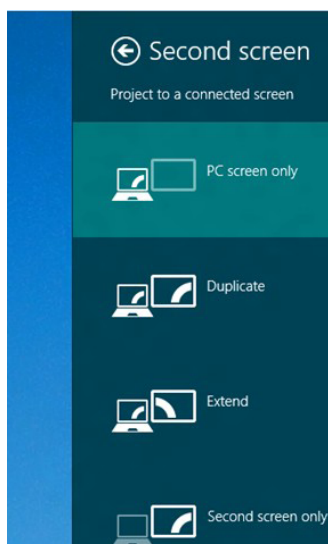 Second screen
Project to a connected screen
PC screen only
Duplicate
Extend
Second screen only